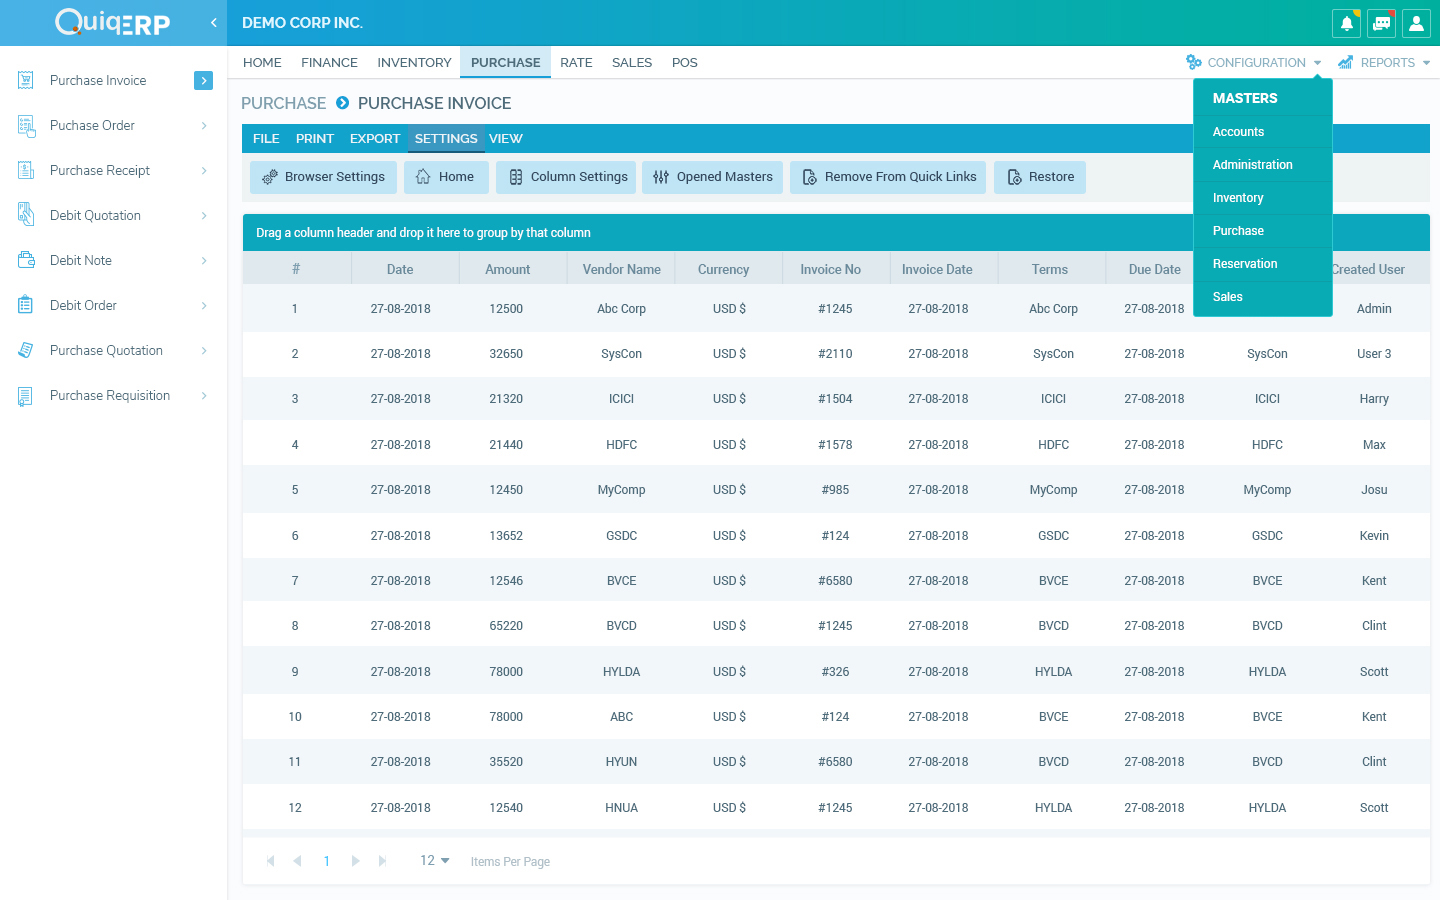 QuiqERP
DEMO CORP INC.
HOME FINANCE INVENTORY PURCHASE RATE SALES POS CONFIGURATION REPORTS
Purchase Invoice
Puchase Order
Purchase Receipt
Debit Quotation
Debit Note
Debit Order
Purchase Quotation
Purchase Requisition
PURCHASE PURCHASE INVOICE
MASTERS
Accounts
Administration
Inventory
Purchase
Reservation
Sales
FILE PRINT EXPORT SETTINGS VIEW
Browser Settings Home Column Settings Opened Masters Remove From Quick Links Restore
Drag a column header and drop it here to group by that column
# Date Amount Vendor Name Currency Invoice No Invoice Date Terms Due Date Created User
1 27-08-2018 12500 Abc Corp USD $ #1245 27-08-2018 Abc Corp 27-08-2018 Admin
2 27-08-2018 32650 SysCon USD $ #2110 27-08-2018 SysCon 27-08-2018 SysCon User 3
3 27-08-2018 21320 ICICI USD $ #1504 27-08-2018 ICICI 27-08-2018 ICICI Harry
4 27-08-2018 21440 HDFC USD $ #1578 27-08-2018 HDFC 27-08-2018 HDFC Max
5 27-08-2018 12450 MyComp USD $ #985 27-08-2018 MyComp 27-08-2018 MyComp Josu
6 27-08-2018 13652 GSDC USD $ #124 27-08-2018 GSDC 27-08-2018 GSDC Kevin
7 27-08-2018 12546 BVCE USD $ #6580 27-08-2018 BVCE 27-08-2018 BVCE Kent
8 27-08-2018 65220 BVCD USD $ #1245 27-08-2018 BVCD 27-08-2018 BVCD Clint
9 27-08-2018 78000 HYLDA USD $ #326 27-08-2018 HYLDA 27-08-2018 HYLDA Scott
10 27-08-2018 78000 ABC USD $ #124 27-08-2018 BVCE 27-08-2018 BVCE Kent
11 27-08-2018 35520 HYUN USD $ #6580 27-08-2018 BVCD 27-08-2018 BVCD Clint
12 27-08-2018 12540 HNUA USD $ #1245 27-08-2018 HYLDA 27-08-2018 HYLDA Scott
1 12 Items Per Page